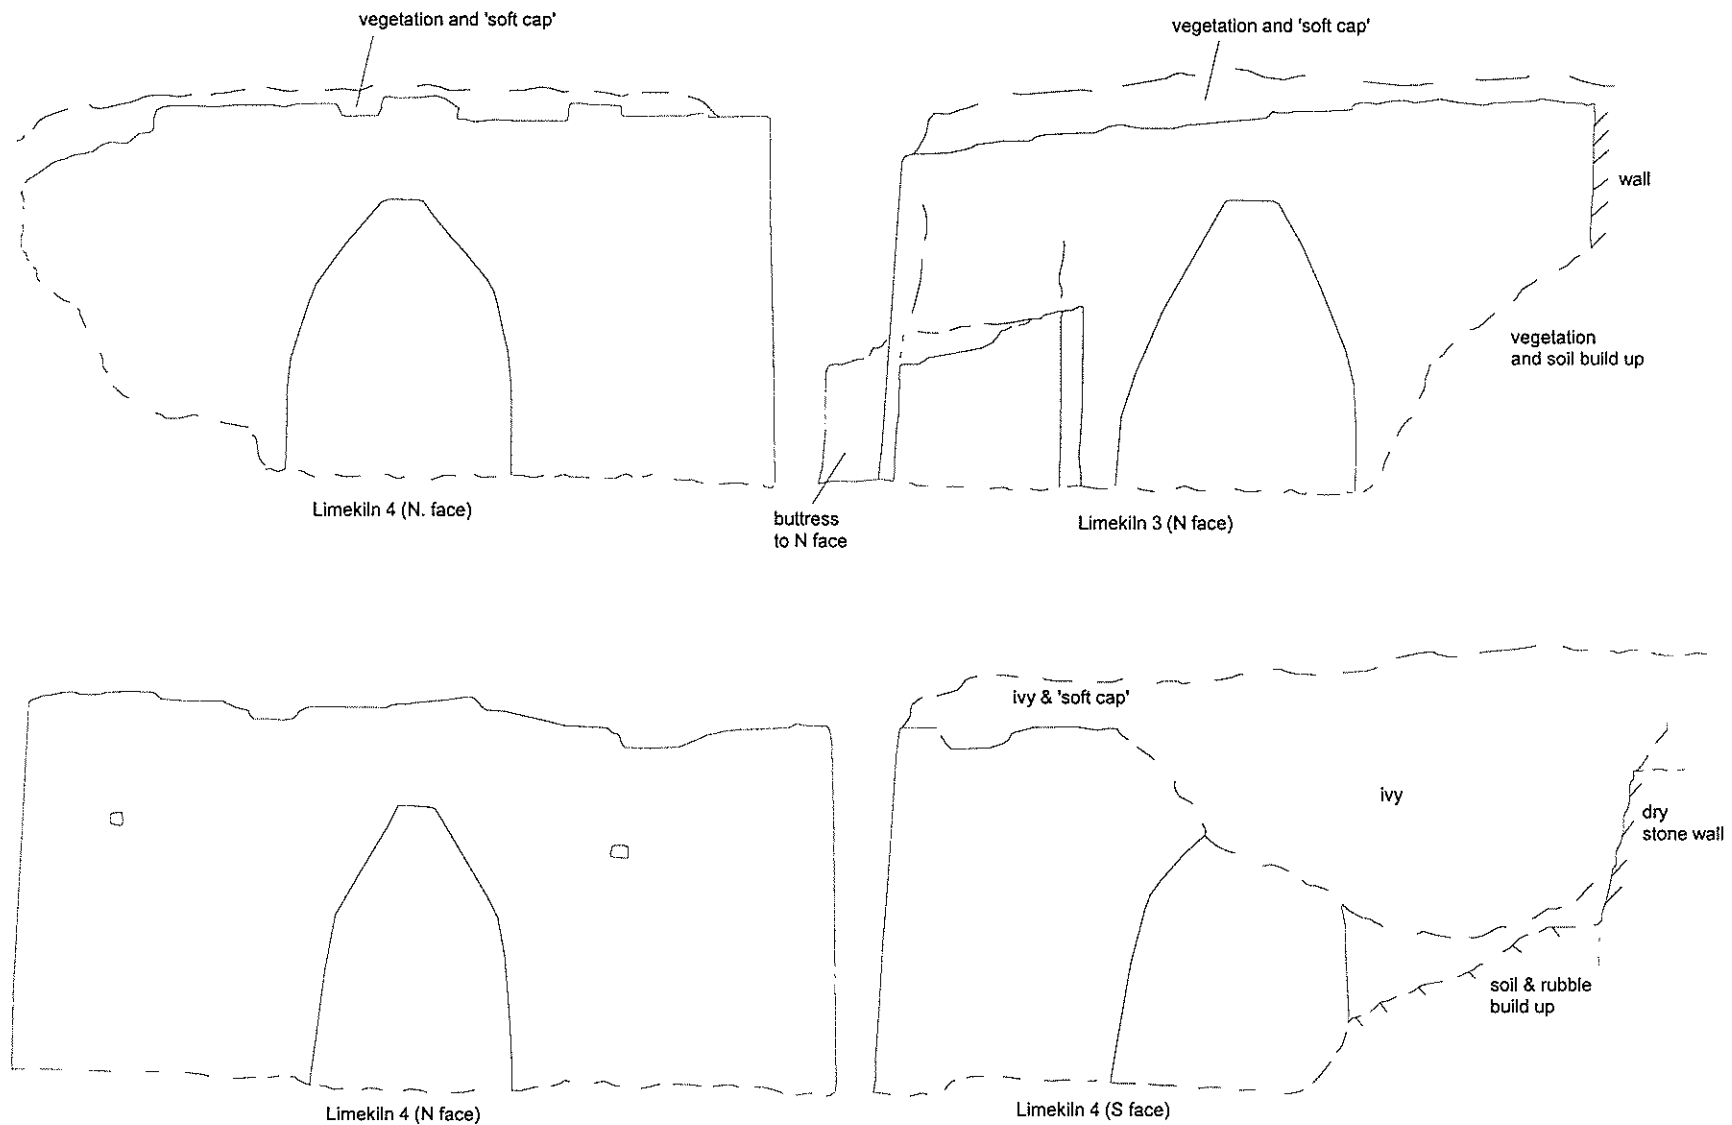 vegetation and 'soft cap'
vegetation and 'soft cap'
wall
vegetation
and soil build up
Limekiln 4 (N. face)
buttress
to N face
Limekiln 3 (N face)
ivy & 'soft cap'
ivy
dry
stone wall
soil & rubble
build up
Limekiln 4 (N face)
Limekiln 4 (S face)